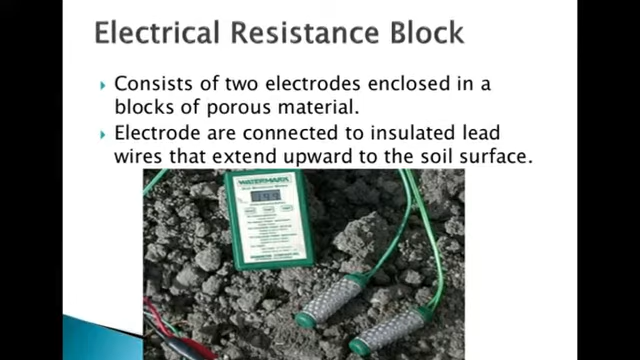 Electrical Resistance Block
Consists of two electrodes enclosed in a
blocks of porous material.
Electrode are connected to insulated lead
wires that extend upward to the soil surface.
WATERMARK